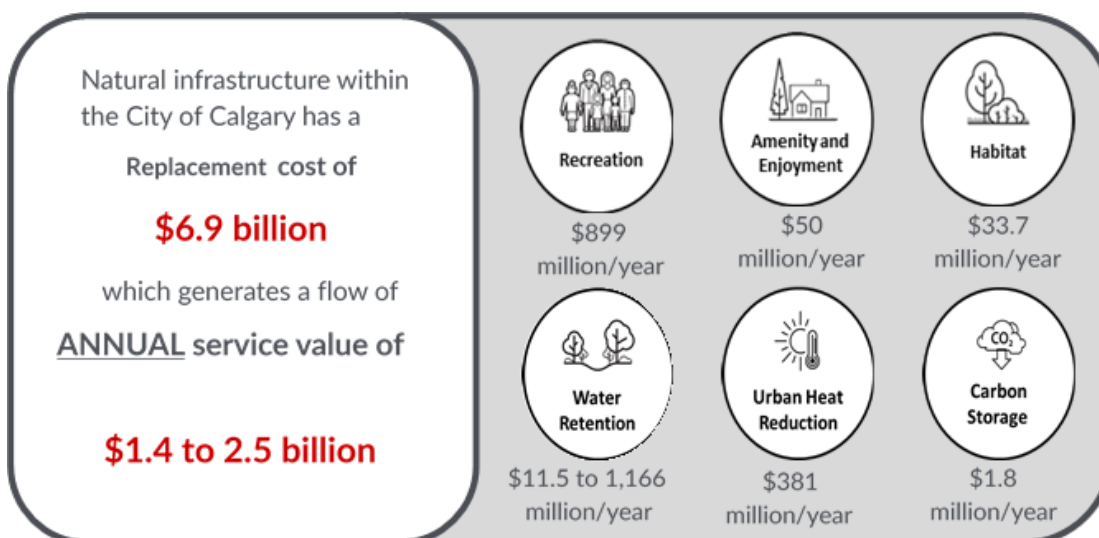 Natural infrastructure within
the City of Calgary has a
Replacement cost of
$6.9 billion
which generates a flow of
ANNUAL service value of
$1.4 to 2.5 billion
Recreation
$899
million/year
Amenity and
Enjoyment
$50
million/year
Habitat
$33.7
million/year
Water
Retention
$11.5 to 1,166
million/year
Urban Heat
Reduction
$381
million/year
CO₂
Carbon
Storage
$1.8
million/year